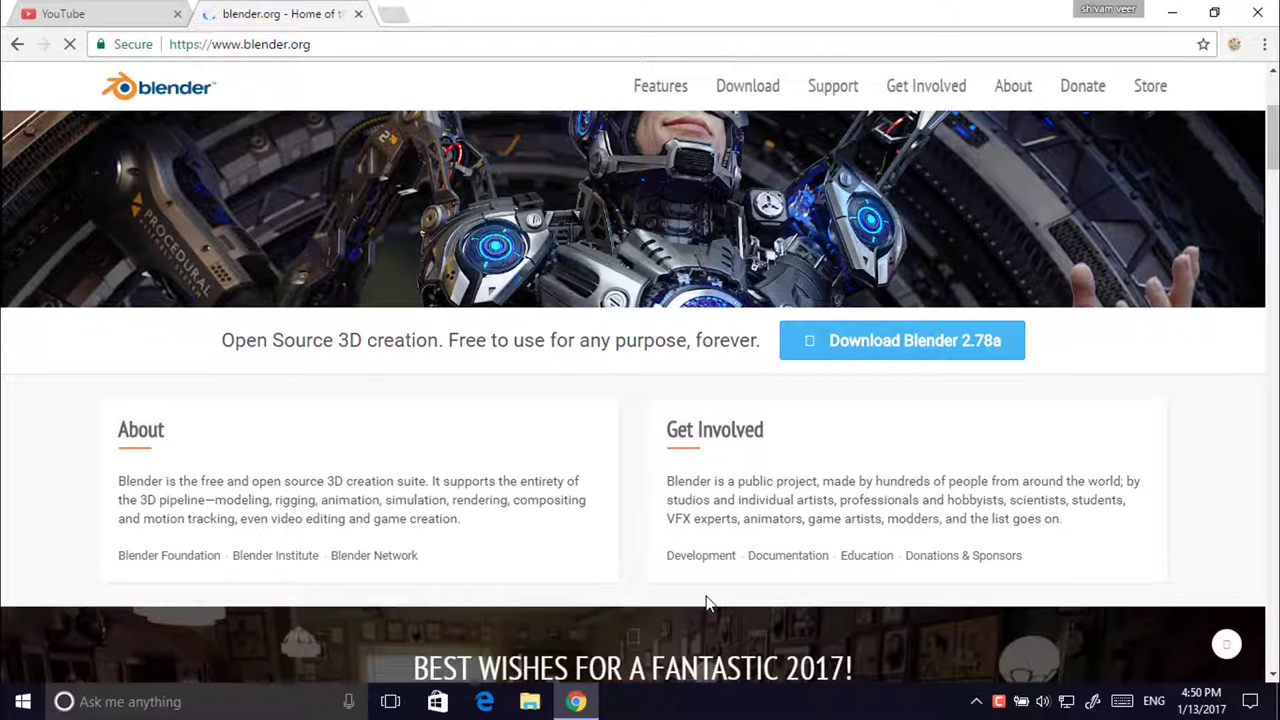 YouTube
blender.org - Home of t
shivam veer
Secure
https://www.blender.org
blender™
Features
Download
Support
Get Involved
About
Donate
Store
PROCEDURAL
Open Source 3D creation. Free to use for any purpose, forever.
Download Blender 2.78a
About
Blender is the free and open source 3D creation suite. It supports the entirety of
the 3D pipeline—modeling, rigging, animation, simulation, rendering, compositing
and motion tracking, even video editing and game creation.
Blender Foundation · Blender Institute · Blender Network
Get Involved
Blender is a public project, made by hundreds of people from around the world; by
studios and individual artists, professionals and hobbyists, scientists, students,
VFX experts, animators, game artists, modders, and the list goes on.
Development · Documentation · Education · Donations & Sponsors
BEST WISHES FOR A FANTASTIC 2017!
Ask me anything
ENG
4:50 PM
1/13/2017